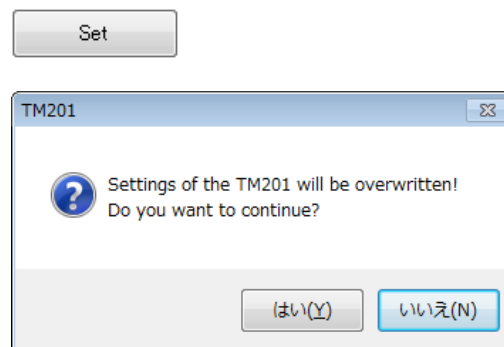 Set
TM201
Settings of the TM201 will be overwritten!
Do you want to continue?
はい(Y) いいえ(N)